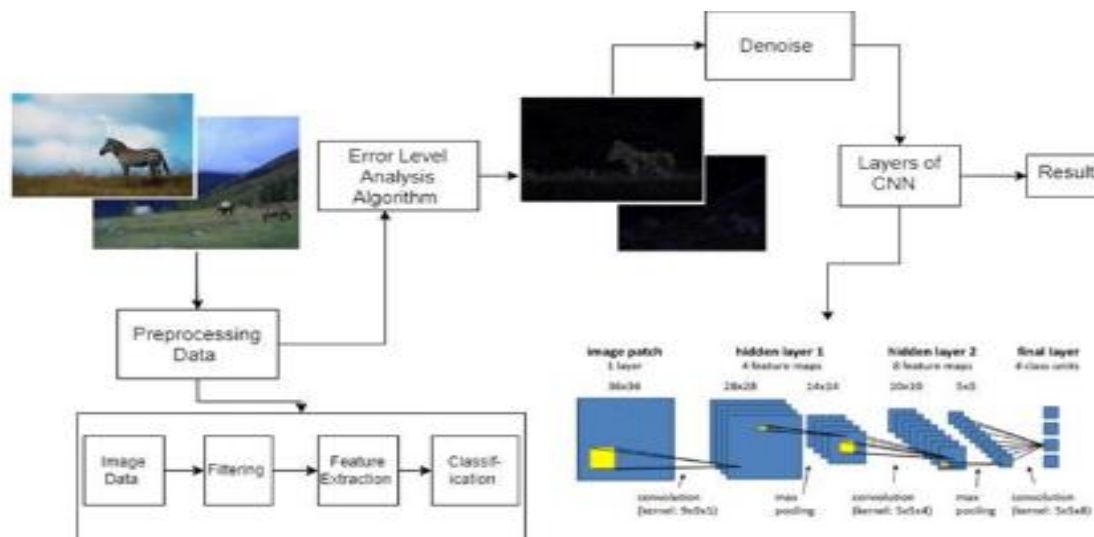 Denoise
Error Level
Analysis
Algorithm
Layers of
CNN
Result
Preprocessing
Data
image patch
1 layer
36x36
hidden layer 1
4 feature maps
28x28
14x14
hidden layer 2
8 feature maps
10x10
5x5
final layer
4 class units
Image
Data
Filtering
Feature
Extraction
Classif-
ication
convolution
(kernel: 9x9x1)
max
pooling
convolution
(kernel: 5x5x4)
max
pooling
convolution
(kernel: 5x5x8)